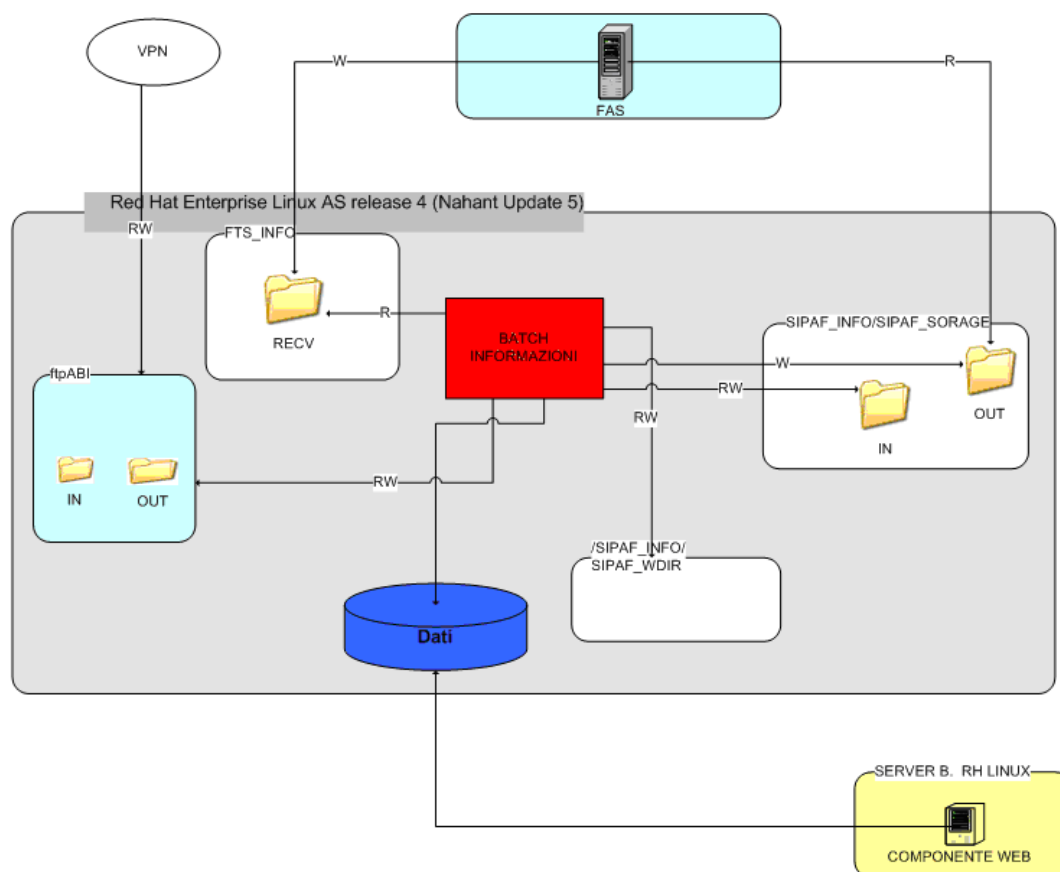 VPN
W
R
FAS
Red Hat Enterprise Linux AS release 4 (Nahant Update 5)
RW
FTS_INFO
RECV
R
BATCH
INFORMAZIONI
SIPAF_INFO/SIPAF_SORAGE
W
RW
OUT
IN
RW
ftpABI
IN
OUT
RW
/SIPAF_INFO/
SIPAF_WDIR
Dati
SERVER B. RH LINUX
COMPONENTE WEB